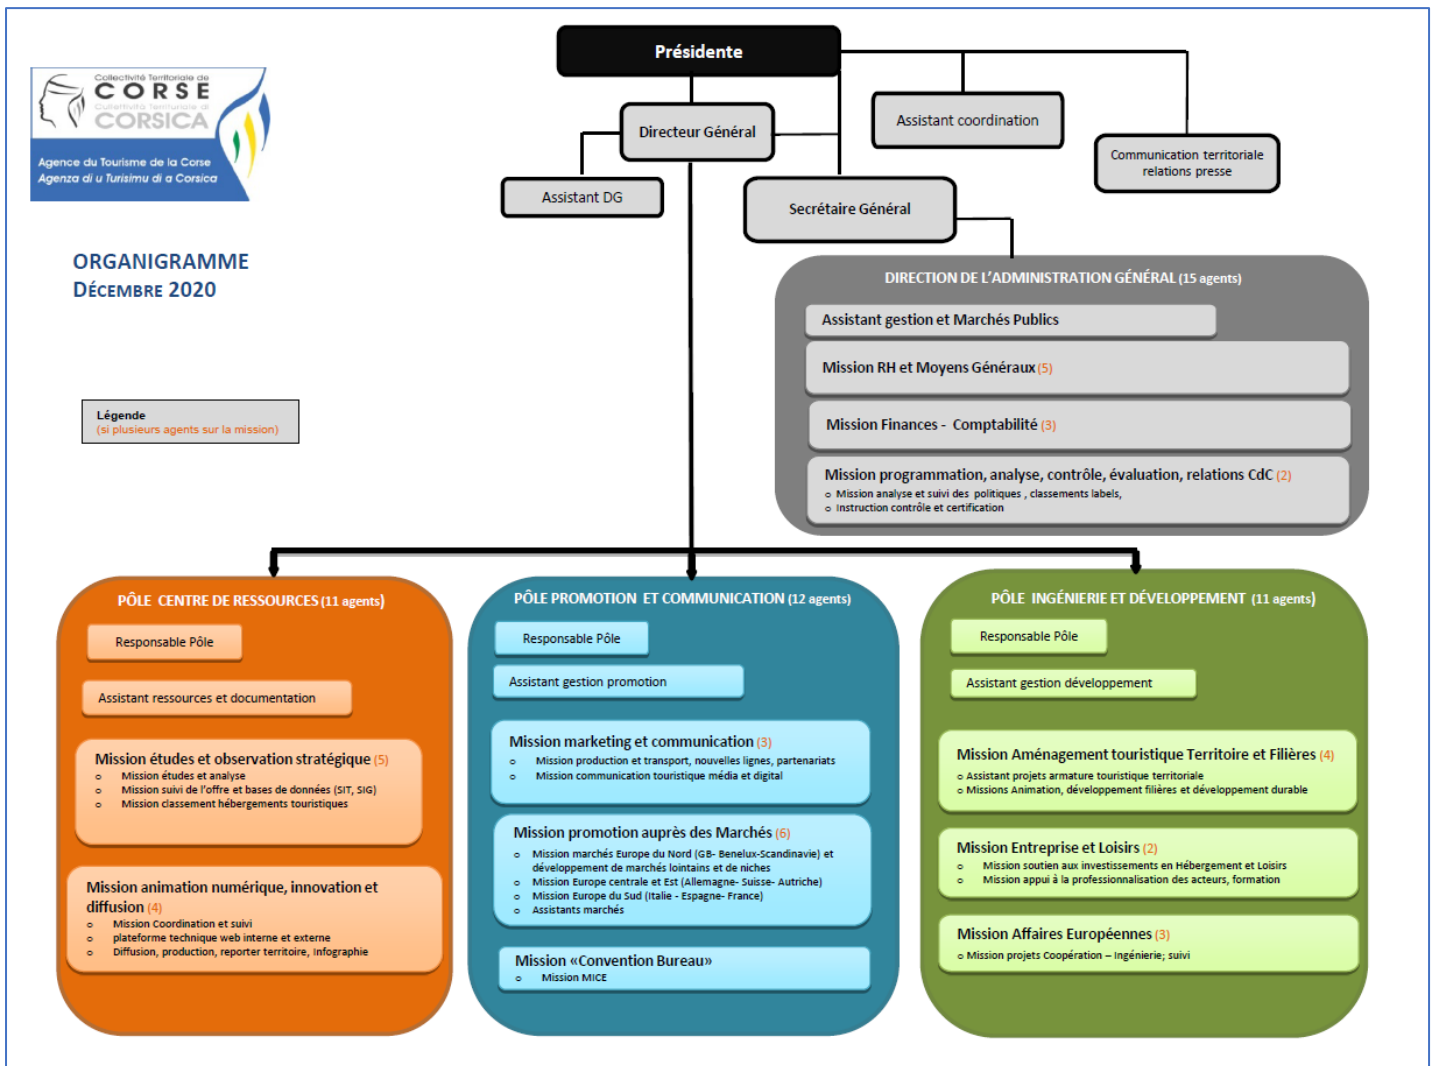 Présidente
Collectivité Territoriale de
CORSE
Cullettività Territuriale di
CORSICA
Agence du Tourisme de la Corse
Agenza di u Turisimu di a Corsica
Directeur Général
Assistant coordination
Communication territoriale
relations presse
Assistant DG
Secrétaire Général
ORGANIGRAMME
DÉCEMBRE 2020
Légende
(si plusieurs agents sur la mission)
DIRECTION DE L'ADMINISTRATION GÉNÉRAL (15 agents)
Assistant gestion et Marchés Publics
Mission RH et Moyens Généraux (5)
Mission Finances - Comptabilité (3)
Mission programmation, analyse, contrôle, évaluation, relations CdC (2)
o Mission analyse et suivi des politiques , classements labels,
o Instruction contrôle et certification
PÔLE CENTRE DE RESSOURCES (11 agents)
Responsable Pôle
Assistant ressources et documentation
Mission études et observation stratégique (5)
o Mission études et analyse
o Mission suivi de l'offre et bases de données (SIT, SIG)
o Mission classement hébergements touristiques
Mission animation numérique, innovation et
diffusion (4)
o Mission Coordination et suivi
o plateforme technique web interne et externe
o Diffusion, production, reporter territoire, Infographie
PÔLE PROMOTION ET COMMUNICATION (12 agents)
Responsable Pôle
Assistant gestion promotion
Mission marketing et communication (3)
o Mission production et transport, nouvelles lignes, partenariats
o Mission communication touristique média et digital
Mission promotion auprès des Marchés (6)
o Mission marchés Europe du Nord (GB- Benelux-Scandinavie) et
développement de marchés lointains et de niches
o Mission Europe centrale et Est (Allemagne- Suisse- Autriche)
o Mission Europe du Sud (Italie - Espagne- France)
o Assistants marchés
Mission «Convention Bureau»
o Mission MICE
PÔLE INGÉNIERIE ET DÉVELOPPEMENT (11 agents)
Responsable Pôle
Assistant gestion développement
Mission Aménagement touristique Territoire et Filières (4)
o Assistant projets armature touristique territoriale
o Missions Animation, développement filières et développement durable
Mission Entreprise et Loisirs (2)
o Mission soutien aux investissements en Hébergement et Loisirs
o Mission appui à la professionnalisation des acteurs, formation
Mission Affaires Européennes (3)
o Mission projets Coopération – Ingénierie; suivi